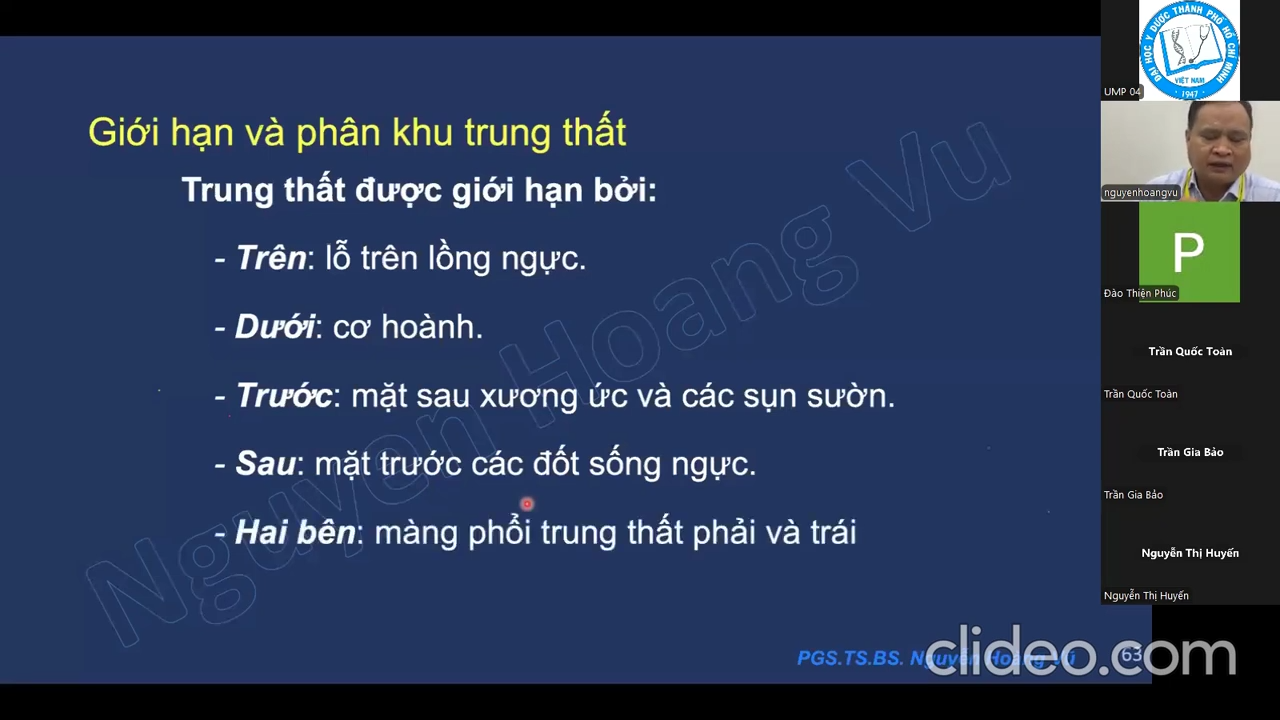 Giới hạn và phân khu trung thất
Trung thất được giới hạn bởi:
- Trên: lỗ trên lồng ngực.
- Dưới: cơ hoành.
- Trước: mặt sau xương ức và các sụn sườn.
- Sau: mặt trước các đốt sống ngực.
- Hai bên: màng phổi trung thất phải và trái
Nguyen Hoang Vu
PGS.TS.BS. Nguyễn Hoàng Vũ
63
clideo.com
ĐẠI HỌC Y DƯỢC THÀNH PHỐ HỒ CHÍ MINH
VIỆT NAM
1947
UMP 04
nguyenhoangvu
P
Đào Thiện Phúc
Trần Quốc Toàn
Trần Quốc Toàn
Trần Gia Bảo
Trần Gia Bảo
Nguyễn Thị Huyến
Nguyễn Thị Huyến